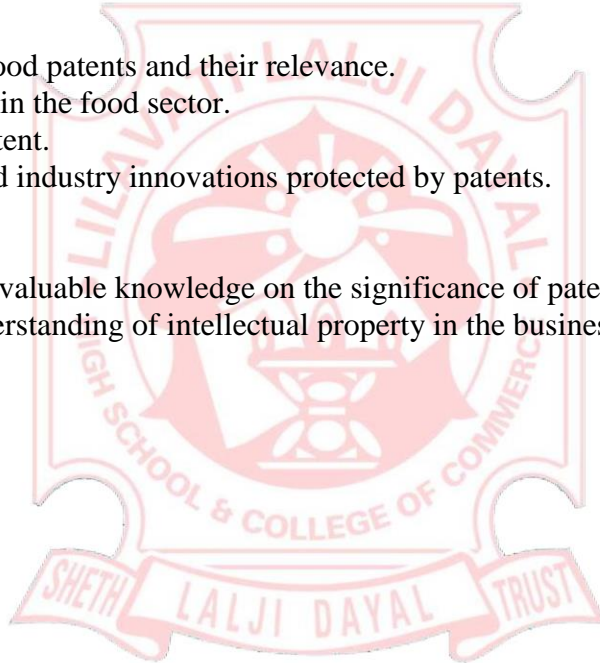 ood patents and their relevance.
in the food sector.
tent.
d industry innovations protected by patents.
valuable knowledge on the significance of pate
erstanding of intellectual property in the busines
LILAVATI LALJI DAYAL
HIGH SCHOOL & COLLEGE OF COMMERCE
SHETH LALJI DAYAL TRUST